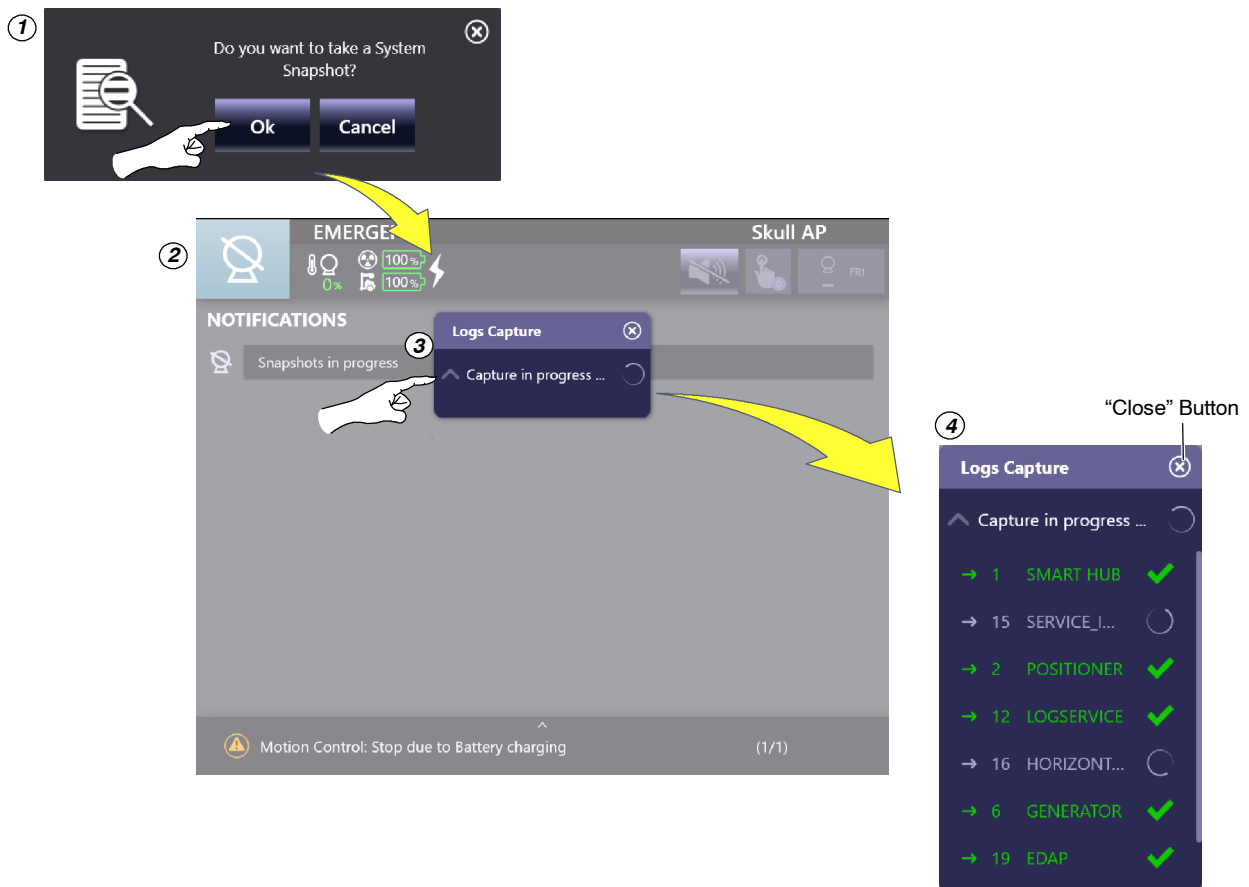 1
Do you want to take a System
Snapshot?
Ok
Cancel
2
Skull AP
0%
100%
100%
FR1
NOTIFICATIONS
Snapshots in progress
3
Logs Capture
Capture in progress ...
Motion Control: Stop due to Battery charging
(1/1)
"Close" Button
4
Logs Capture
Capture in progress ...
1 SMART HUB
15 SERVICE_I...
2 POSITIONER
12 LOGSERVICE
16 HORIZONT...
6 GENERATOR
19 EDAP